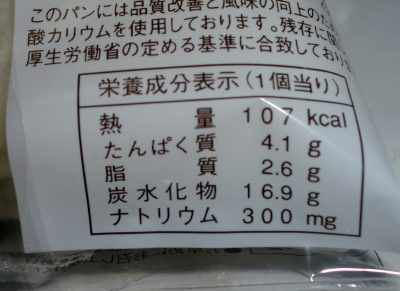 このパンには品質改善と風味の向上のた
酸カリウムを使用しております。残存に関し
厚生労働省の定める基準に合致しておりま
栄養成分表示(1個当り)
熱量 107 kcal
たんぱく質 4.1 g
脂質 2.6 g
炭水化物 16.9 g
ナトリウム 300 mg